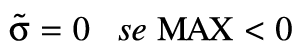 σ̃ = 0 se MAX < 0